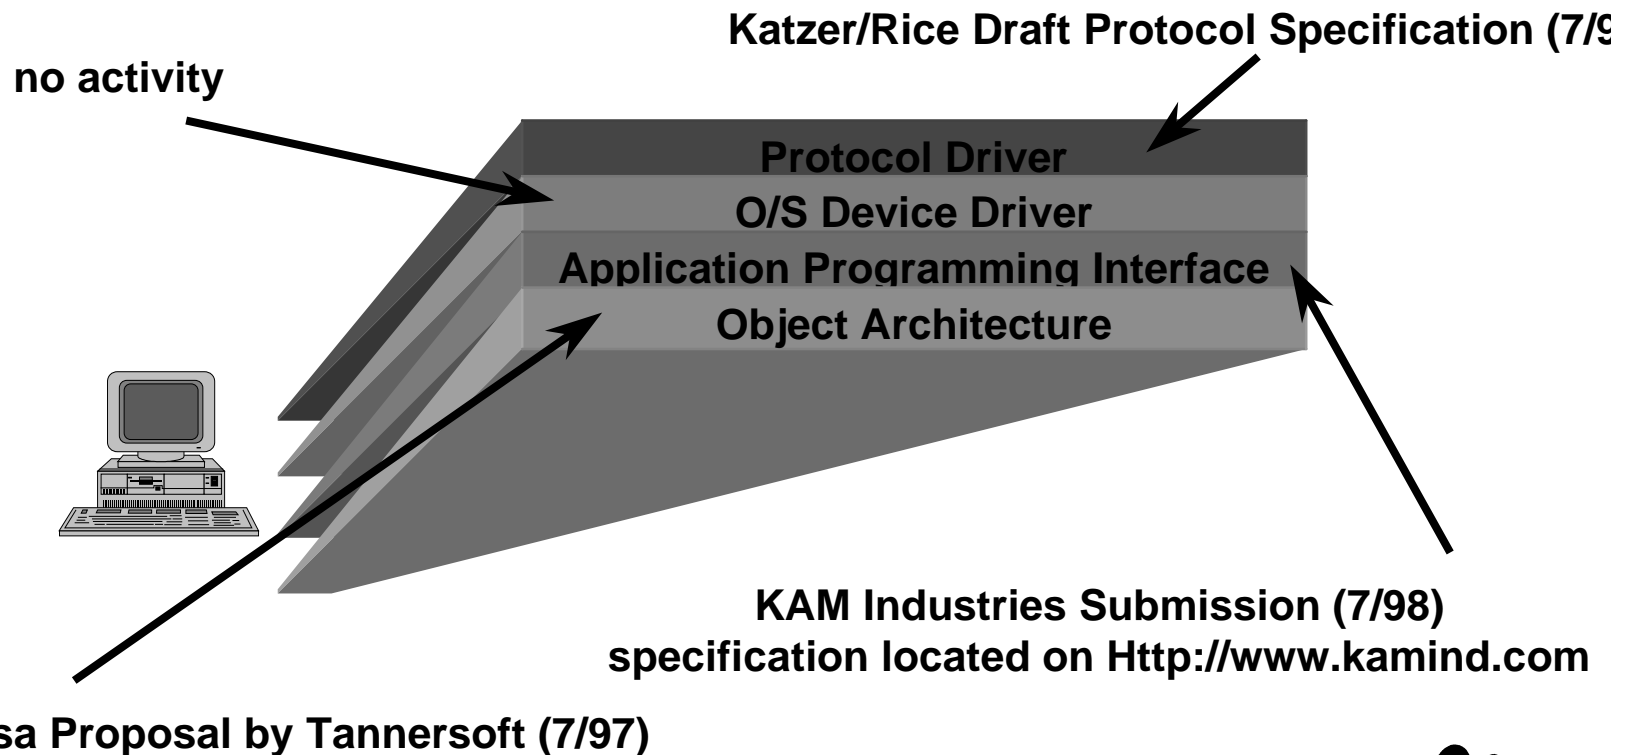 Katzer/Rice Draft Protocol Specification (7/9
no activity
Protocol Driver
O/S Device Driver
Application Programming Interface
Object Architecture
KAM Industries Submission (7/98)
specification located on Http://www.kamind.com
sa Proposal by Tannersoft (7/97)